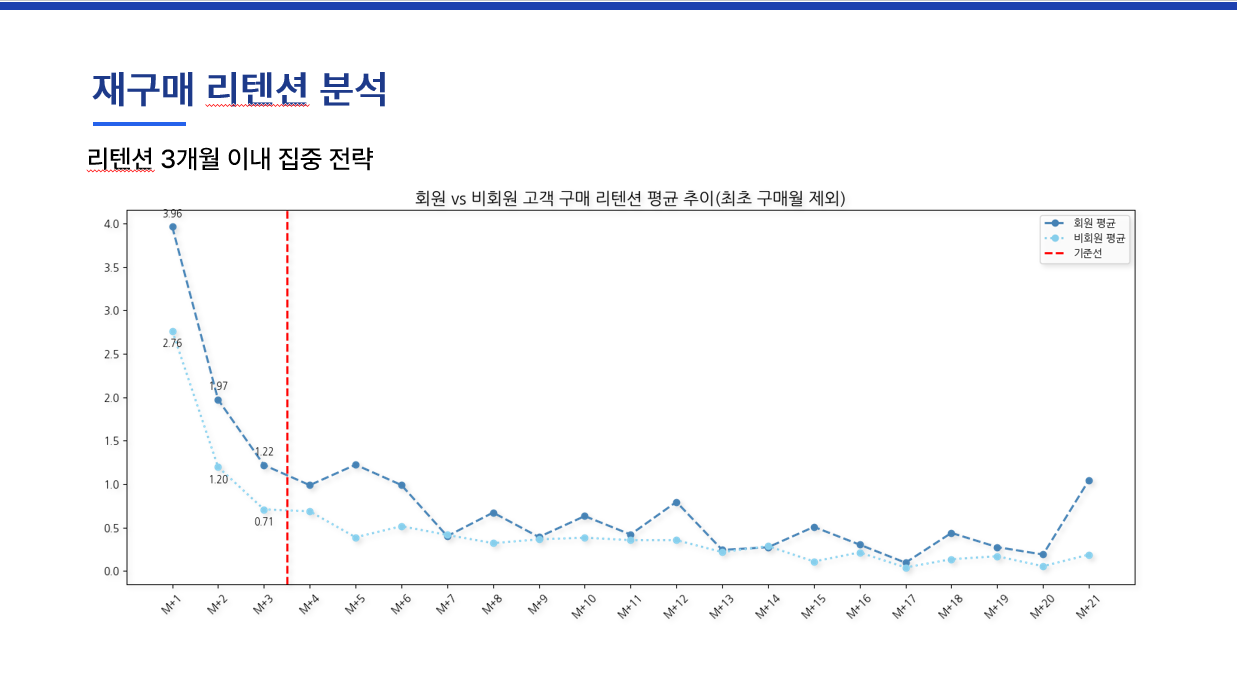 재구매 리텐션 분석
리텐션 3개월 이내 집중 전략
회원 vs 비회원 고객 구매 리텐션 평균 추이(최초 구매월 제외)
회원 평균
비회원 평균
기준선
4.0
3.5
3.0
2.5
2.0
1.5
1.0
0.5
0.0
3.96
2.76
1.97
1.20
1.22
0.71
M+1
M+2
M+3
M+4
M+5
M+6
M+7
M+8
M+9
M+10
M+11
M+12
M+13
M+14
M+15
M+16
M+17
M+18
M+19
M+20
M+21